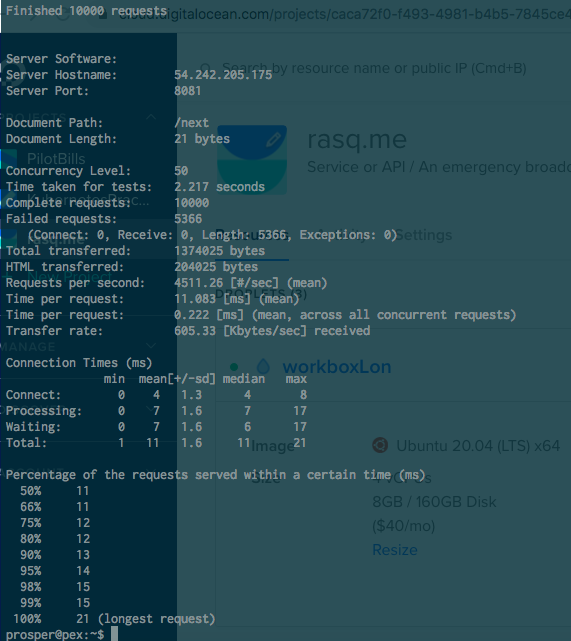 Finished 10000 requests
cloud.digitalocean.com/projects/caca72f0-f493-4981-b4b5-7845ce4
Server Software:
Server Hostname: 54.242.205.175
Server Port: 8081
Search by resource name or public IP (Cmd+B)
Document Path: /next
Document Length: 21 bytes
PROJECTS
PilotBills
rasq.me
Service or API / An emergency broadc
Concurrency Level: 50
Time taken for tests: 2.217 seconds
Complete requests: 10000
Failed requests: 5366
(Connect: 0, Receive: 0, Length: 5366, Exceptions: 0)
rasq.me
Settings
Total transferred: 1374025 bytes
HTML transferred: 204025 bytes
Requests per second: 4511.26 [#/sec] (mean)
Time per request: 11.083 [ms] (mean)
Time per request: 0.222 [ms] (mean, across all concurrent requests)
Transfer rate: 605.33 [Kbytes/sec] received
MANAGE
Connection Times (ms)
min mean[+/-sd] median max
Connect: 0 4 1.3 4 8
Processing: 0 7 1.6 7 17
Waiting: 0 7 1.6 6 17
Total: 1 11 1.6 11 21
workboxLon
Image
Ubuntu 20.04 (LTS) x64
Percentage of the requests served within a certain time (ms)
50% 11
66% 11
75% 12
80% 12
90% 13
95% 14
98% 15
99% 15
100% 21 (longest request)
Size
8GB / 160GB Disk
($40/mo)
Resize
prosper@pex:~$